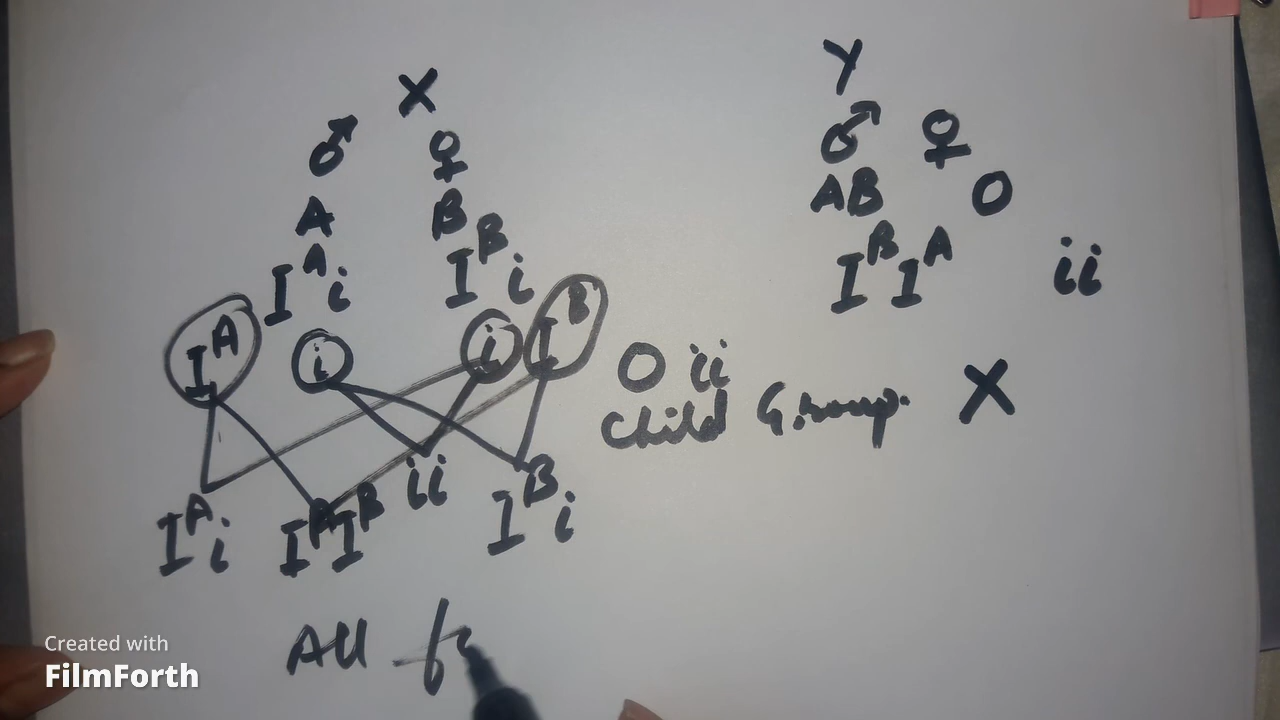 X
♂ ♀
A B
Iᴬi Iᴮi
Iᴬ i i Iᴮ
Iᴬi IᴬIᴮ ii Iᴮi
All
Y
♂ ♀
AB O
IᴮIᴬ ii
O ii
Child Group. X
Created with
FilmForth